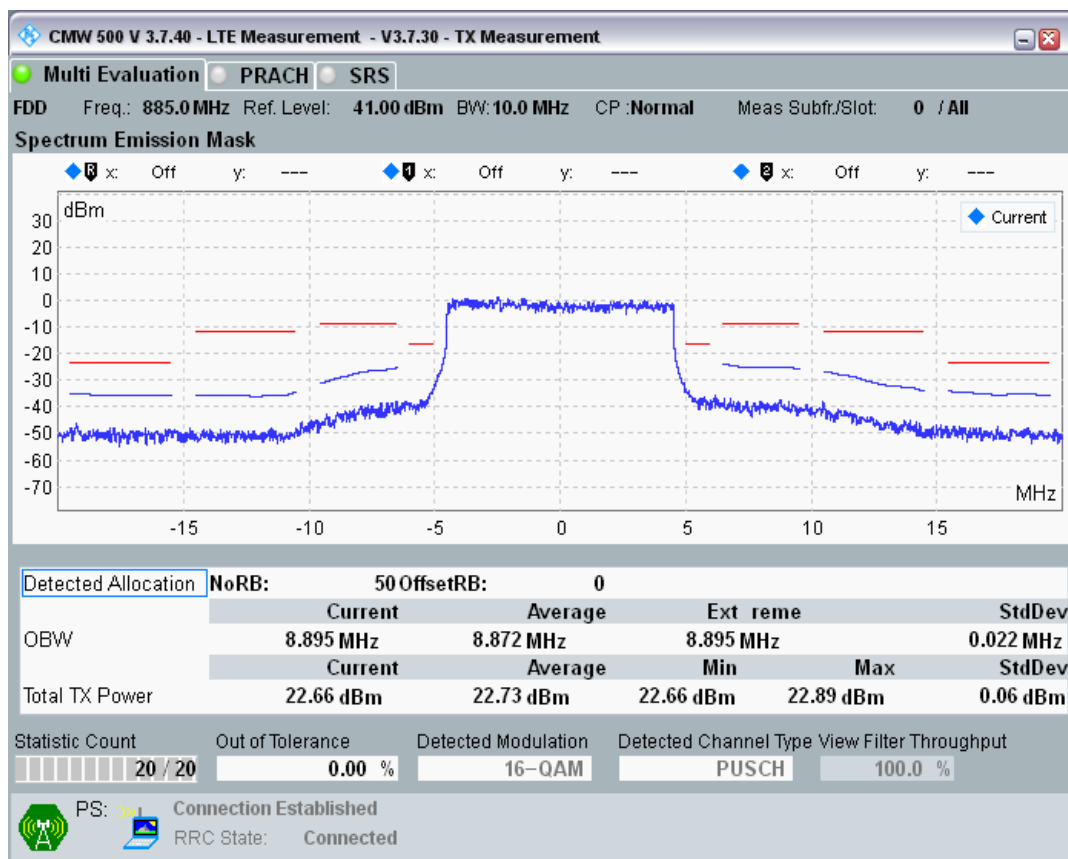 CMW 500 V 3.7.40 - LTE Measurement - V3.7.30 - TX Measurement
Multi Evaluation PRACH SRS
FDD Freq.: 885.0 MHz Ref. Level: 41.00 dBm BW: 10.0 MHz CP :Normal Meas Subfr./Slot: 0 / All
Spectrum Emission Mask
R x: Off y: --- 1 x: Off y: --- 2 x: Off y: ---
dBm
Current
30
20
10
0
-10
-20
-30
-40
-50
-60
-70
MHz
-15 -10 -5 0 5 10 15
Detected Allocation NoRB: 50 OffsetRB: 0
Current Average Ext reme StdDev
OBW 8.895 MHz 8.872 MHz 8.895 MHz 0.022 MHz
Current Average Min Max StdDev
Total TX Power 22.66 dBm 22.73 dBm 22.66 dBm 22.89 dBm 0.06 dBm
Statistic Count Out of Tolerance Detected Modulation Detected Channel Type View Filter Throughput
20 / 20 0.00 % 16-QAM PUSCH 100.0 %
PS: Connection Established
RRC State: Connected